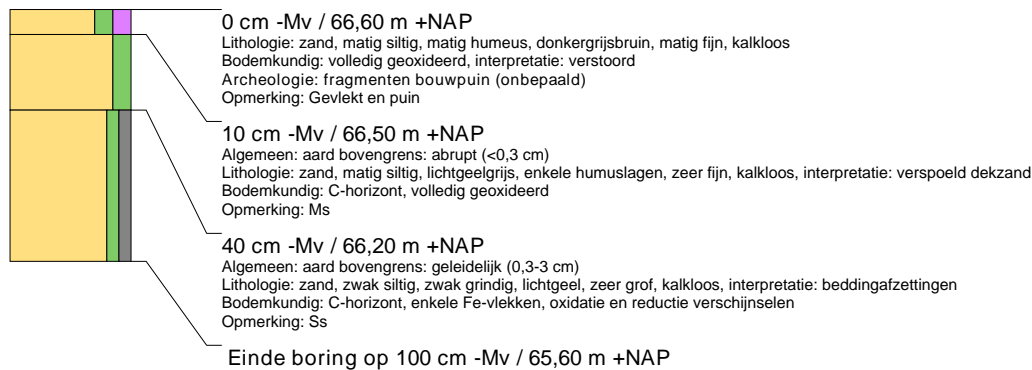 0 cm -Mv / 66,60 m +NAP
Lithologie: zand, matig siltig, matig humeus, donkergrijsbruin, matig fijn, kalkloos
Bodemkundig: volledig geoxideerd, interpretatie: verstoord
Archeologie: fragmenten bouwpuin (onbepaald)
Opmerking: Gevlekt en puin
10 cm -Mv / 66,50 m +NAP
Algemeen: aard bovengrens: abrupt (<0,3 cm)
Lithologie: zand, matig siltig, lichtgeelgrijs, enkele humuslagen, zeer fijn, kalkloos, interpretatie: verspoeld dekzand
Bodemkundig: C-horizont, volledig geoxideerd
Opmerking: Ms
40 cm -Mv / 66,20 m +NAP
Algemeen: aard bovengrens: geleidelijk (0,3-3 cm)
Lithologie: zand, zwak siltig, zwak grindig, lichtgeel, zeer grof, kalkloos, interpretatie: beddingafzettingen
Bodemkundig: C-horizont, enkele Fe-vlekken, oxidatie en reductie verschijnselen
Opmerking: Ss
Einde boring op 100 cm -Mv / 65,60 m +NAP